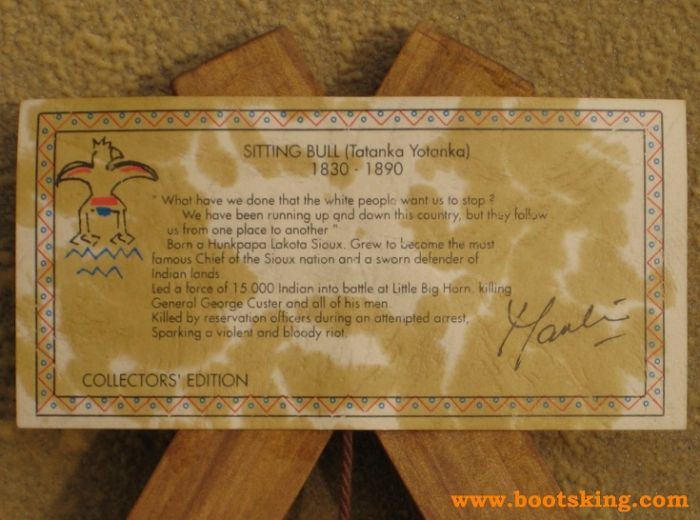 SITTING BULL (Tatanka Yotanka)
1830 - 1890
" What have we done that the white people want us to stop ?
We have been running up and down this country, but they follow
us from one place to another "
Born a Hunkpapa Lakota Sioux. Grew to become the most
famous Chief of the Sioux nation and a sworn defender of
Indian lands.
Led a force of 15.000 Indian into battle at Little Big Horn, killing
General George Custer and all of his men.
Killed by reservation officers during an attempted arrest,
Sparking a violent and bloody riot.
COLLECTORS' EDITION
www.bootsking.com